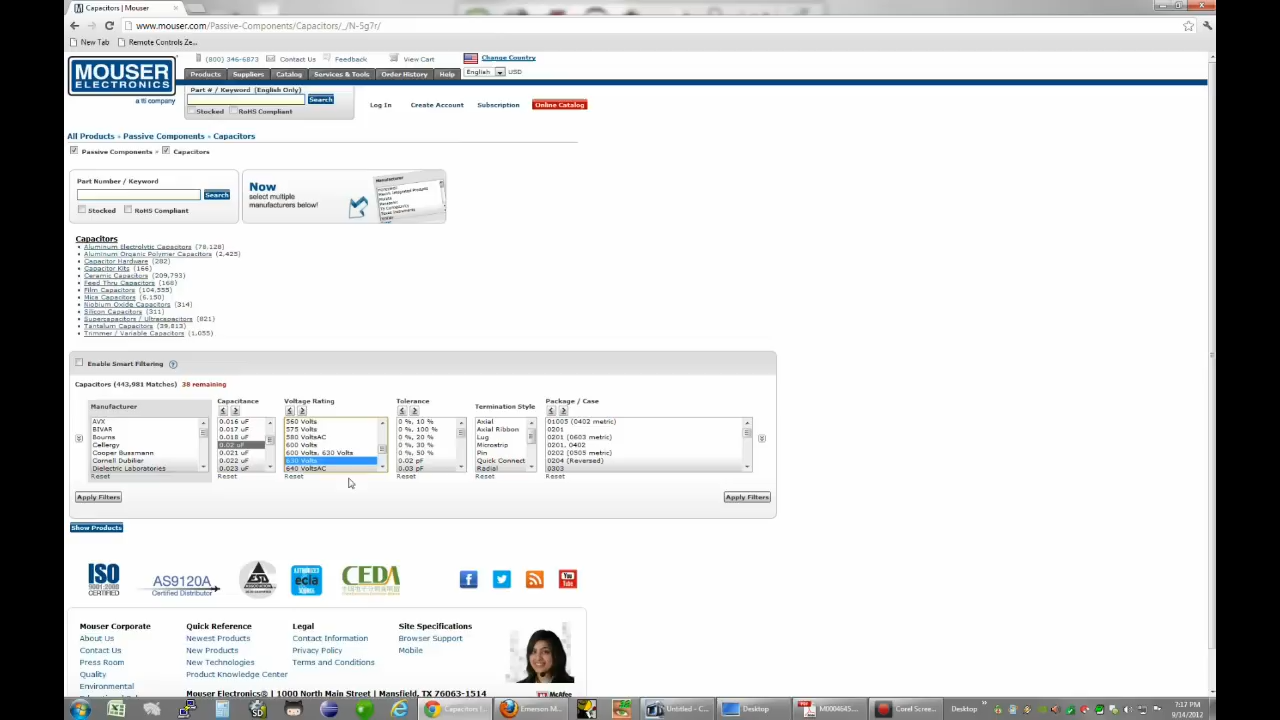 Capacitors | Mouser
www.mouser.com/Passive-Components/Capacitors/_/N-5g7r/
New Tab Remote Controls Ze...
MOUSER
ELECTRONICS
a tti company
(800) 346-6873 Contact Us Feedback View Cart Change Country
Products Suppliers Catalog Services & Tools Order History Help English USD
Part # / Keyword (English Only)
Search
Stocked RoHS Compliant
Log In Create Account Subscription Online Catalog
All Products » Passive Components » Capacitors
Passive Components » Capacitors
Part Number / Keyword
Search
Stocked RoHS Compliant
Now
select multiple
manufacturers below!
Manufacturer
Capacitors
Aluminum Electrolytic Capacitors (78,128)
Aluminum Organic Polymer Capacitors (2,425)
Capacitor Hardware (282)
Capacitor Kits (166)
Ceramic Capacitors (209,793)
Feed Thru Capacitors (168)
Film Capacitors (104,555)
Mica Capacitors (6,150)
Niobium Oxide Capacitors (314)
Silicon Capacitors (311)
Supercapacitors / Ultracapacitors (821)
Tantalum Capacitors (39,813)
Trimmer / Variable Capacitors (1,055)
Enable Smart Filtering ?
Capacitors (443,981 Matches) 38 remaining
Manufacturer Capacitance Voltage Rating Tolerance Termination Style Package / Case
AVX 0.016 uF 560 Volts 0 %, 10 % Axial 01005 (0402 metric)
BIVAR 0.017 uF 575 Volts 0 %, 100 % Axial Ribbon 0201
Bourns 0.018 uF 580 VoltsAC 0 %, 20 % Lug 0201 (0603 metric)
Cellergy 0.02 uF 600 Volts 0 %, 30 % Microstrip 0201, 0402
Cooper Bussmann 0.021 uF 600 Volts, 630 Volts 0 %, 50 % Pin 0202 (0505 metric)
Cornell Dubilier 0.022 uF 630 Volts 0.02 pF Quick Connect 0204 (Reversed)
Dielectric Laboratories 0.023 uF 640 VoltsAC 0.03 pF Radial 0303
Reset Reset Reset Reset Reset Reset
Apply Filters Apply Filters
Show Products
ISO
9001:2008
CERTIFIED
AS9120A
Certified Distributor
ESD
AUTHORIZED
ecia
CEDA
You
Tube
Mouser Corporate Quick Reference Legal Site Specifications
About Us Newest Products Contact Information Browser Support
Contact Us New Products Privacy Policy Mobile
Press Room New Technologies Terms and Conditions
Quality Product Knowledge Center
Environmental
Mouser Electronics® | 1000 North Main Street | Mansfield, TX 76063-1514
McAfee
Capacitors |... Emerson M... Untitled - C... Desktop M0004645... Corel Scree... Desktop
7:17 PM
9/14/2012